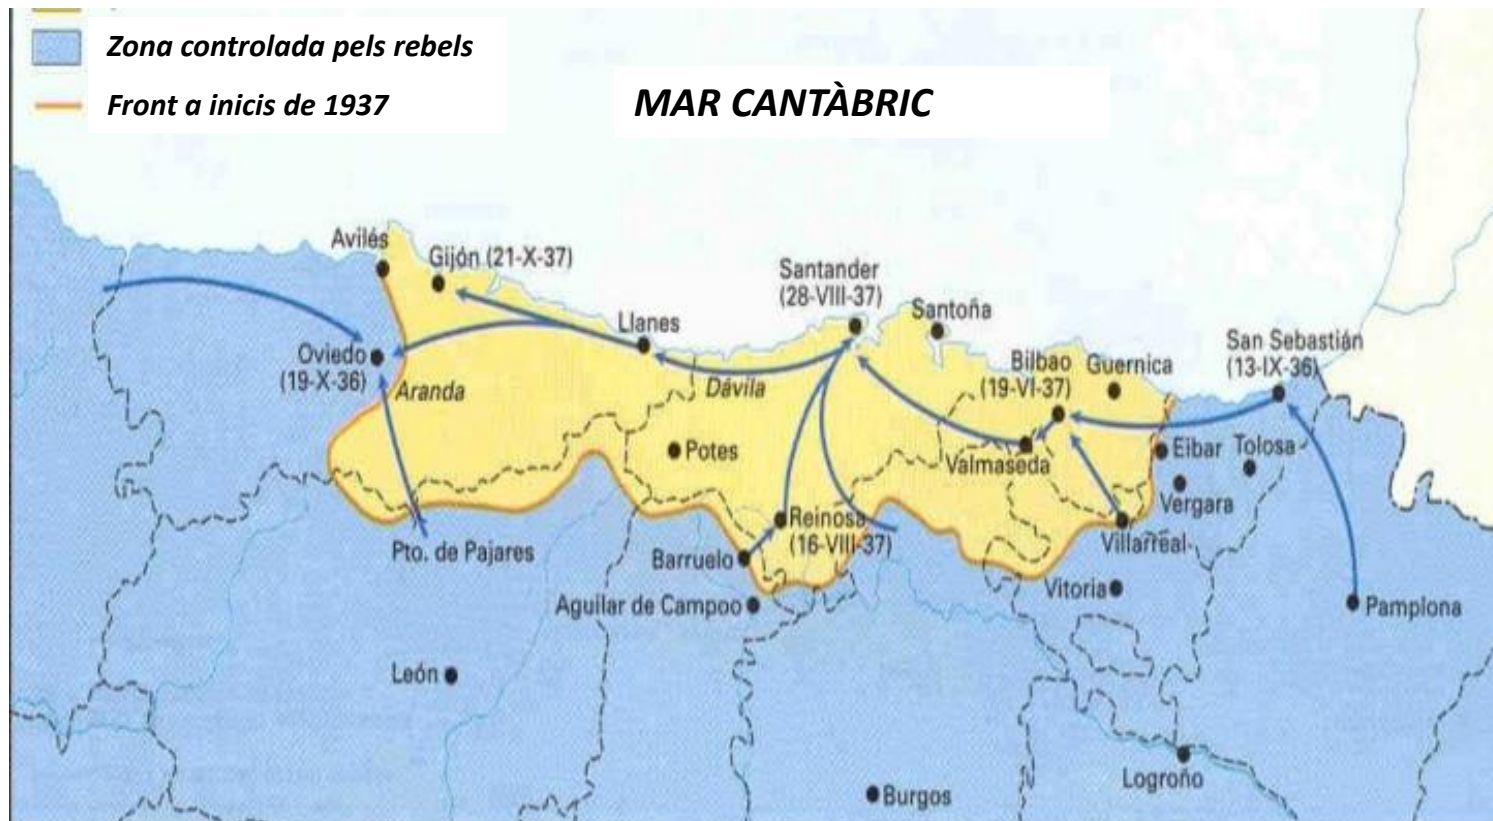 Zona controlada pels rebels
Front a inicis de 1937
MAR CANTÀBRIC
Avilés
Gijón (21-X-37)
Santander
(28-VIII-37)
Santoña
Llanes
San Sebastián
(13-IX-36)
Oviedo
(19-X-36)
Aranda
Dávila
Bilbao
(19-VI-37)
Guernica
Potes
Valmaseda
Eibar
Tolosa
Vergara
Reinosa
(16-VIII-37)
Villarreal
Pto. de Pajares
Barruelo
Vitoria
Aguilar de Campoo
Pamplona
León
Logroño
Burgos